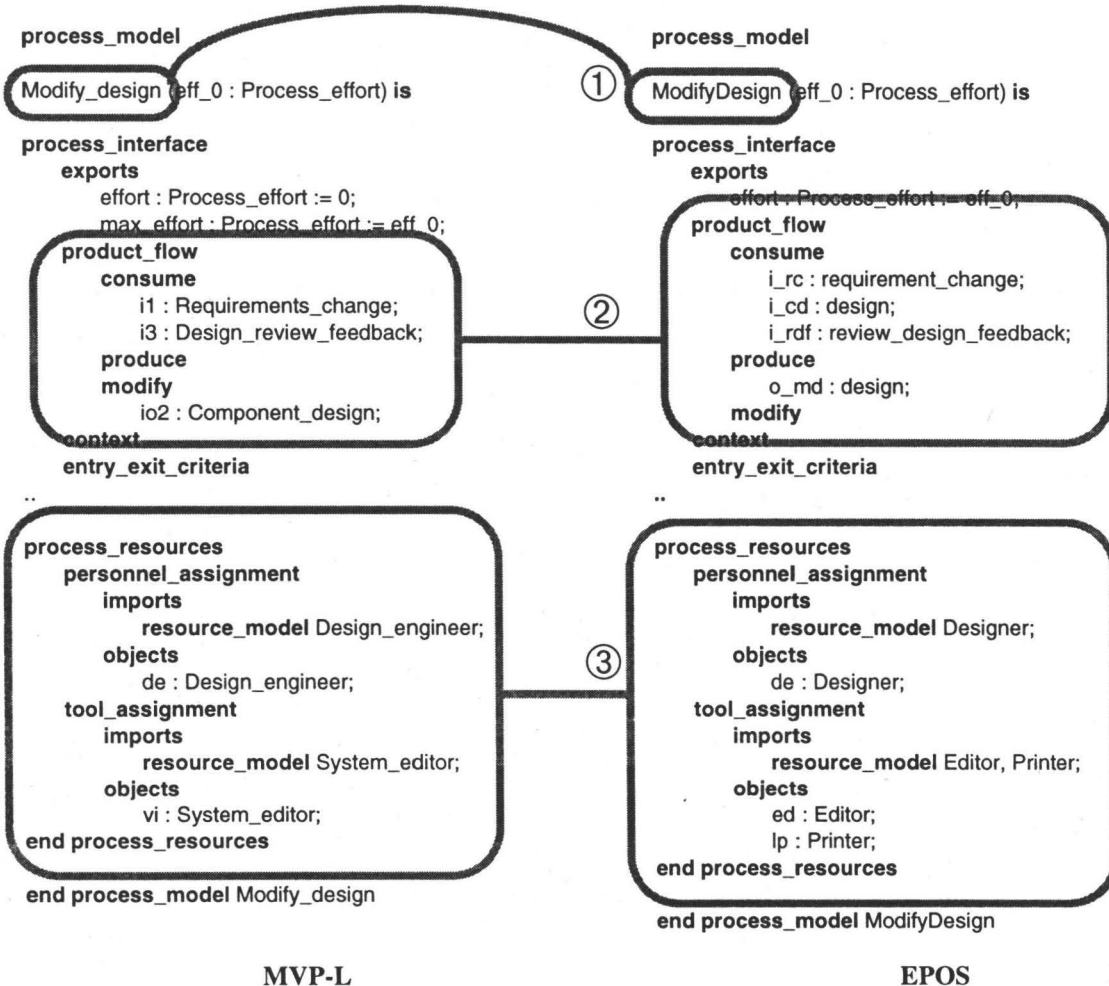 process_model
Modify_design (eff_0 : Process_effort) is
process_interface
exports
effort : Process_effort := 0;
max_effort : Process_effort := eff_0;
product_flow
consume
i1 : Requirements_change;
i3 : Design_review_feedback;
produce
modify
io2 : Component_design;
context
entry_exit_criteria
..
process_resources
personnel_assignment
imports
resource_model Design_engineer;
objects
de : Design_engineer;
tool_assignment
imports
resource_model System_editor;
objects
vi : System_editor;
end process_resources
end process_model Modify_design
MVP-L
①
②
③
process_model
ModifyDesign (eff_0 : Process_effort) is
process_interface
exports
effort : Process_effort := eff_0;
product_flow
consume
i_rc : requirement_change;
i_cd : design;
i_rdf : review_design_feedback;
produce
o_md : design;
modify
context
entry_exit_criteria
..
process_resources
personnel_assignment
imports
resource_model Designer;
objects
de : Designer;
tool_assignment
imports
resource_model Editor, Printer;
objects
ed : Editor;
lp : Printer;
end process_resources
end process_model ModifyDesign
EPOS